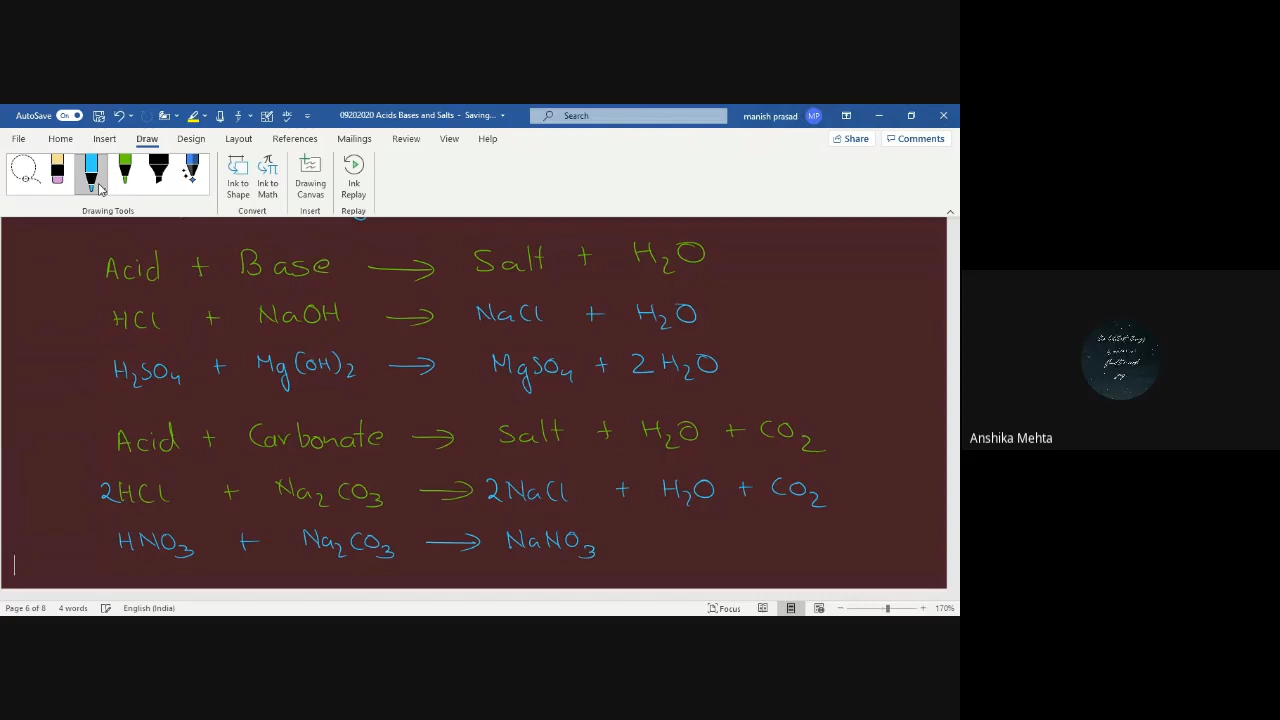 AutoSave On 09202020 Acids Bases and Salts - Saving... Search manish prasad MP
File Home Insert Draw Design Layout References Mailings Review View Help Share Comments
Ink to Shape Ink to Math Drawing Canvas Ink Replay
Drawing Tools Convert Insert Replay
Acid + Base → Salt + H₂O
HCl + NaOH → NaCl + H₂O
H₂SO₄ + Mg(OH)₂ → MgSO₄ + 2H₂O
Acid + Carbonate → Salt + H₂O + CO₂
2HCl + Na₂CO₃ → 2NaCl + H₂O + CO₂
HNO₃ + Na₂CO₃ → NaNO₃
Page 6 of 8 4 words English (India) Focus 170%
Anshika Mehta